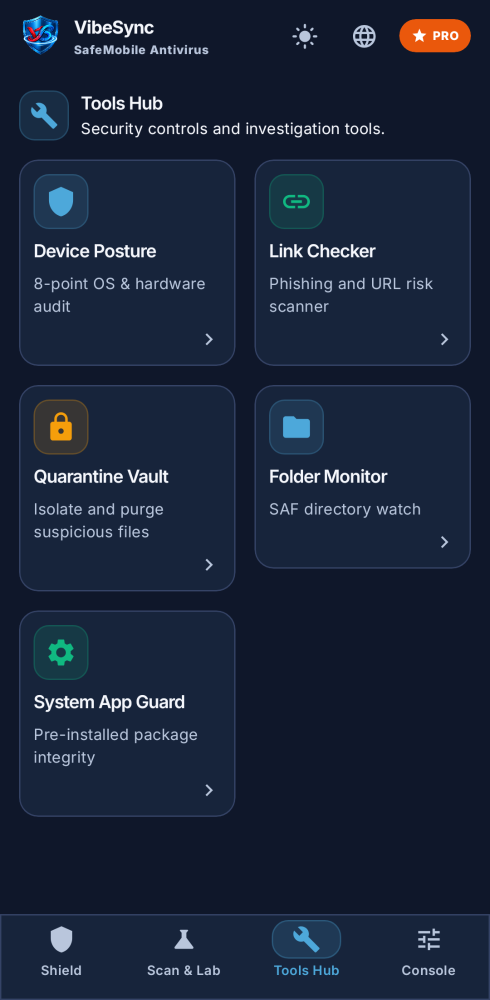 VibeSync
SafeMobile Antivirus
PRO
Tools Hub
Security controls and investigation tools.
Device Posture
8-point OS & hardware
audit
Link Checker
Phishing and URL risk
scanner
Quarantine Vault
Isolate and purge
suspicious files
Folder Monitor
SAF directory watch
System App Guard
Pre-installed package
integrity
Shield
Scan & Lab
Tools Hub
Console